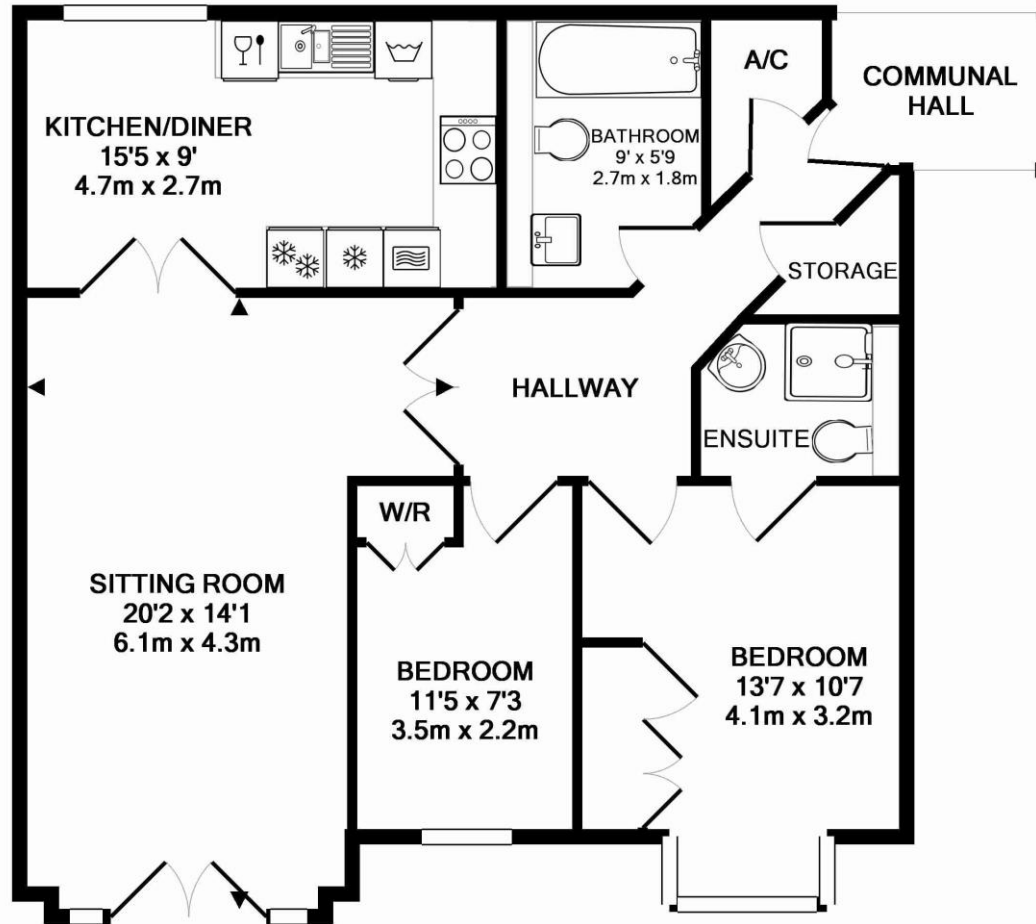 A/C
COMMUNAL
HALL
KITCHEN/DINER
15'5 x 9'
4.7m x 2.7m
BATHROOM
9' x 5'9
2.7m x 1.8m
STORAGE
HALLWAY
ENSUITE
W/R
SITTING ROOM
20'2 x 14'1
6.1m x 4.3m
BEDROOM
11'5 x 7'3
3.5m x 2.2m
BEDROOM
13'7 x 10'7
4.1m x 3.2m